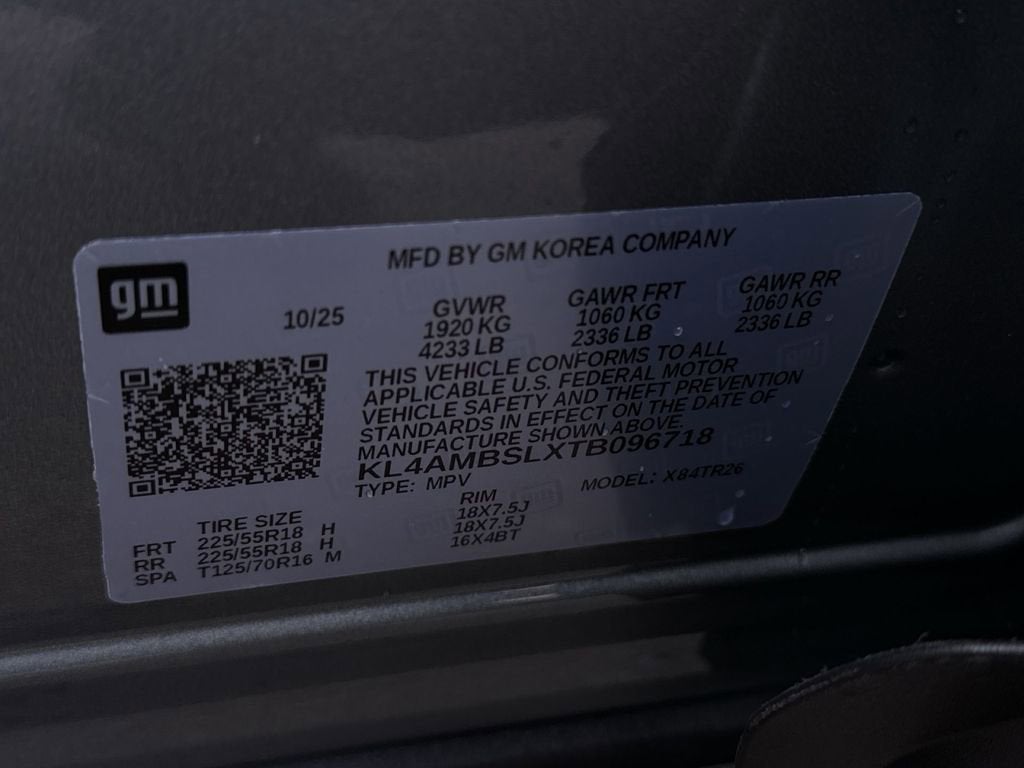 gm
MFD BY GM KOREA COMPANY
10/25
GVWR
1920 KG
4233 LB
GAWR FRT
1060 KG
2336 LB
GAWR RR
1060 KG
2336 LB
THIS VEHICLE CONFORMS TO ALL
APPLICABLE U.S. FEDERAL MOTOR
VEHICLE SAFETY AND THEFT PREVENTION
STANDARDS IN EFFECT ON THE DATE OF
MANUFACTURE SHOWN ABOVE.
KL4AMBSLXTB096718
TYPE: MPV
MODEL: X84TR26
TIRE SIZE
RIM
FRT 225/55R18 H 18X7.5J
RR 225/55R18 H 18X7.5J
SPA T125/70R16 M 16X4BT